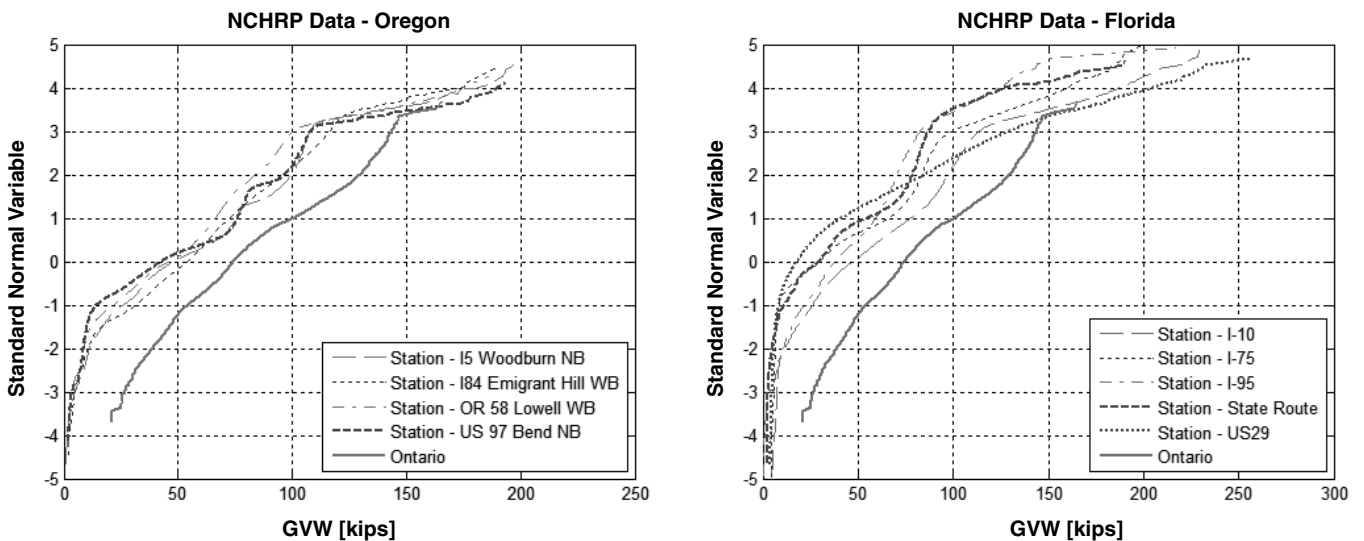 NCHRP Data - Oregon
5
4
3
2
1
0
-1
-2
-3
-4
-5
Standard Normal Variable
0 50 100 150 200 250
GVW [kips]
Station - I5 Woodburn NB
Station - I84 Emigrant Hill WB
Station - OR 58 Lowell WB
Station - US 97 Bend NB
Ontario
NCHRP Data - Florida
5
4
3
2
1
0
-1
-2
-3
-4
-5
Standard Normal Variable
0 50 100 150 200 250 300
GVW [kips]
Station - I-10
Station - I-75
Station - I-95
Station - State Route
Station - US29
Ontario